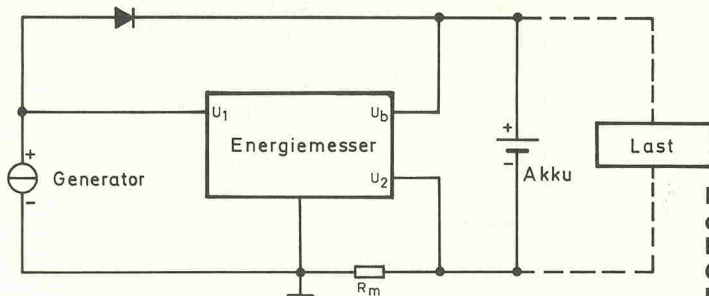 U1
Ub
Energiemesser
+
Last
+
Generator
-
U2
-
Akku
Rm